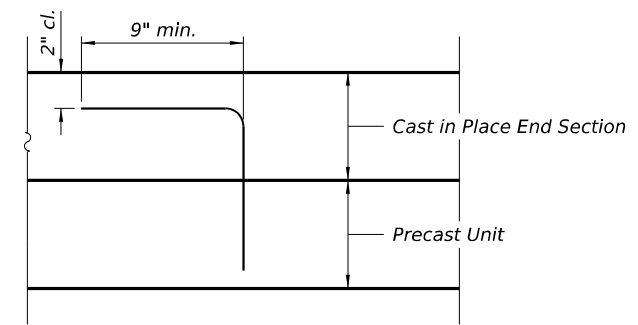 2" cl.
9" min.
Cast in Place End Section
Precast Unit